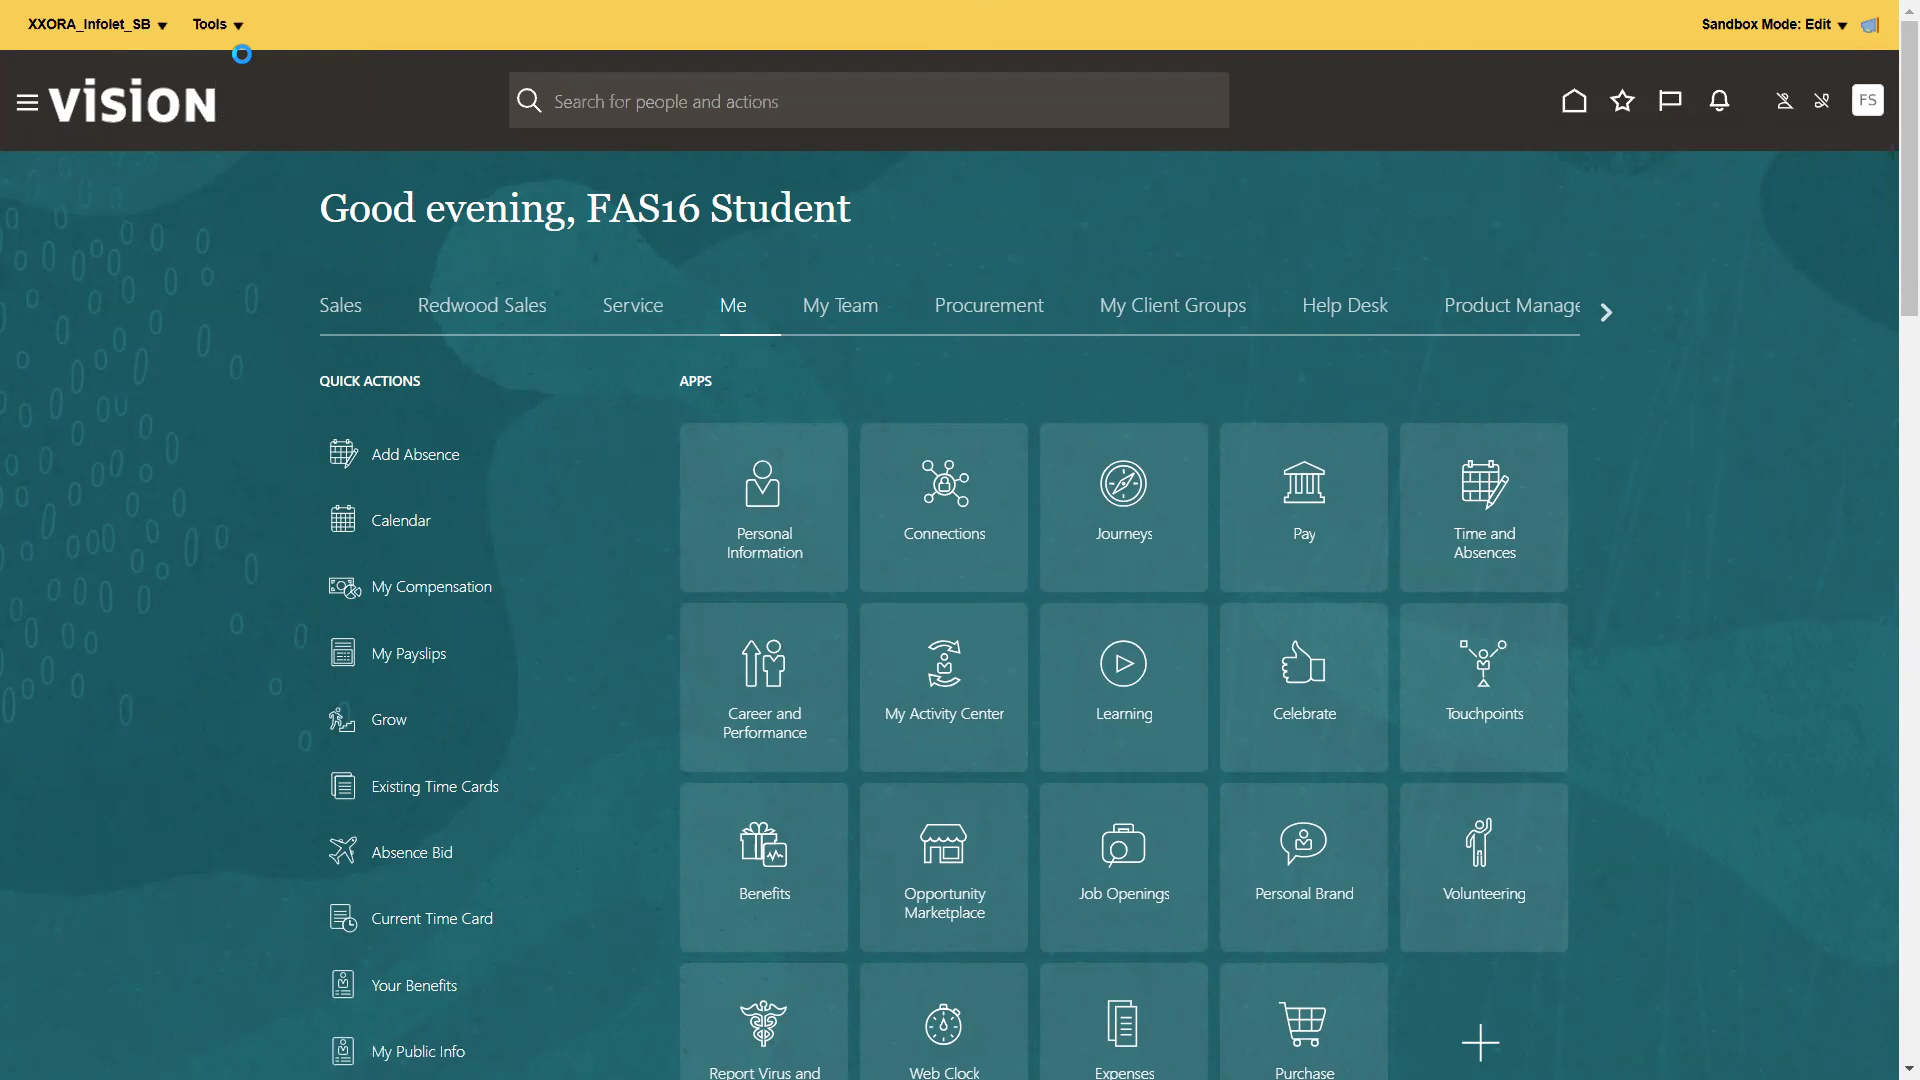 XXORA_Infolet_SB
Tools
Sandbox Mode: Edit
VISION
Search for people and actions
FS
Good evening, FAS16 Student
Sales
Redwood Sales
Service
Me
My Team
Procurement
My Client Groups
Help Desk
Product Manage
QUICK ACTIONS
APPS
Add Absence
Calendar
My Compensation
My Payslips
Grow
Existing Time Cards
Absence Bid
Current Time Card
Your Benefits
My Public Info
Personal
Information
Connections
Journeys
Pay
Time and
Absences
Career and
Performance
My Activity Center
Learning
Celebrate
Touchpoints
Benefits
Opportunity
Marketplace
Job Openings
Personal Brand
Volunteering
Report Virus and
Web Clock
Expenses
Purchase